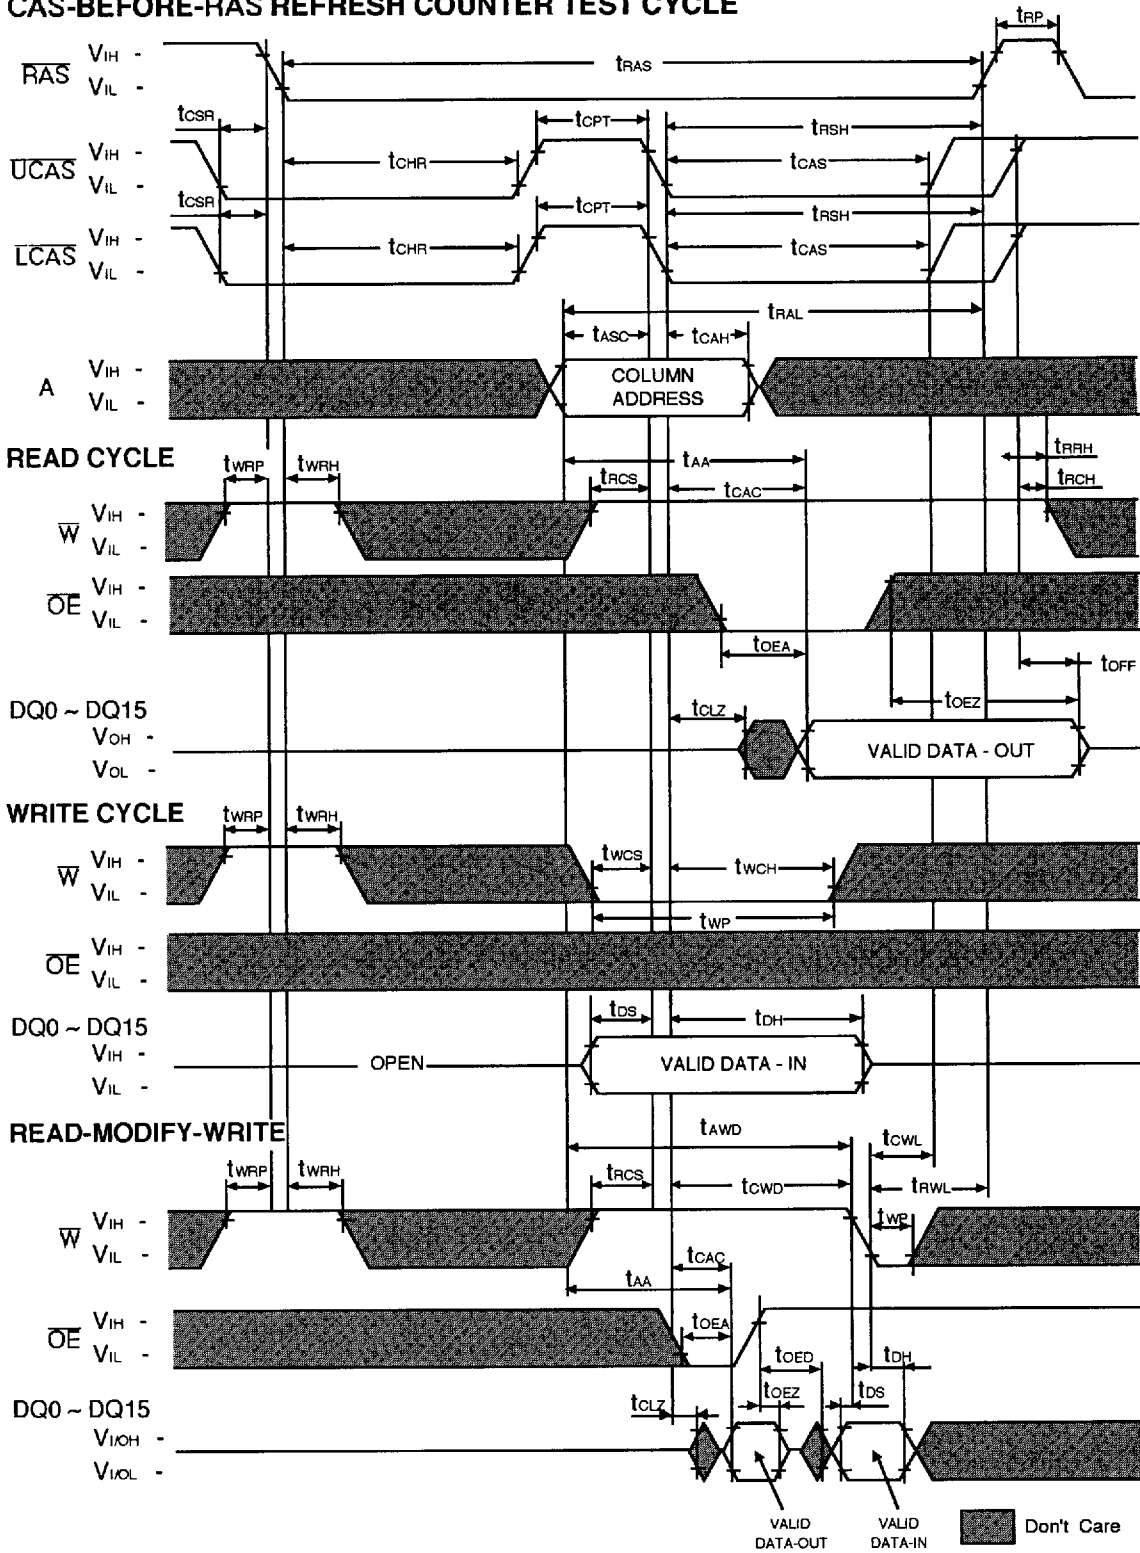 CAS-BEFORE-RAS REFRESH COUNTER TEST CYCLE
tRP
RAS VIH -
VIL -
tRAS
tCSR
tCPT
tRSH
UCAS VIH -
VIL -
tCHR
tCAS
tCSR
tCPT
tRSH
LCAS VIH -
VIL -
tCHR
tCAS
tRAL
tASC tCAH
A VIH -
VIL -
COLUMN
ADDRESS
READ CYCLE
tWRP tWRH
tAA
tRCS tCAC
tRRH
tRCH
W VIH -
VIL -
OE VIH -
VIL -
tOEA
tOFF
tOEZ
DQ0 ~ DQ15
VOH -
VOL -
tCLZ
VALID DATA - OUT
WRITE CYCLE
tWRP tWRH
W VIH -
VIL -
tWCS tWCH
tWP
OE VIH -
VIL -
DQ0 ~ DQ15
VIH -
VIL -
tDS tDH
OPEN VALID DATA - IN
READ-MODIFY-WRITE
tAWD
tCWL
tWRP tWRH
tRCS tCWD
tRWL
tWP
W VIH -
VIL -
tCAC
tAA
OE VIH -
VIL -
tOEA
tOED tDH
tCLZ tOEZ tDS
DQ0 ~ DQ15
VI/OH -
VI/OL -
VALID
DATA-OUT
VALID
DATA-IN
Don't Care